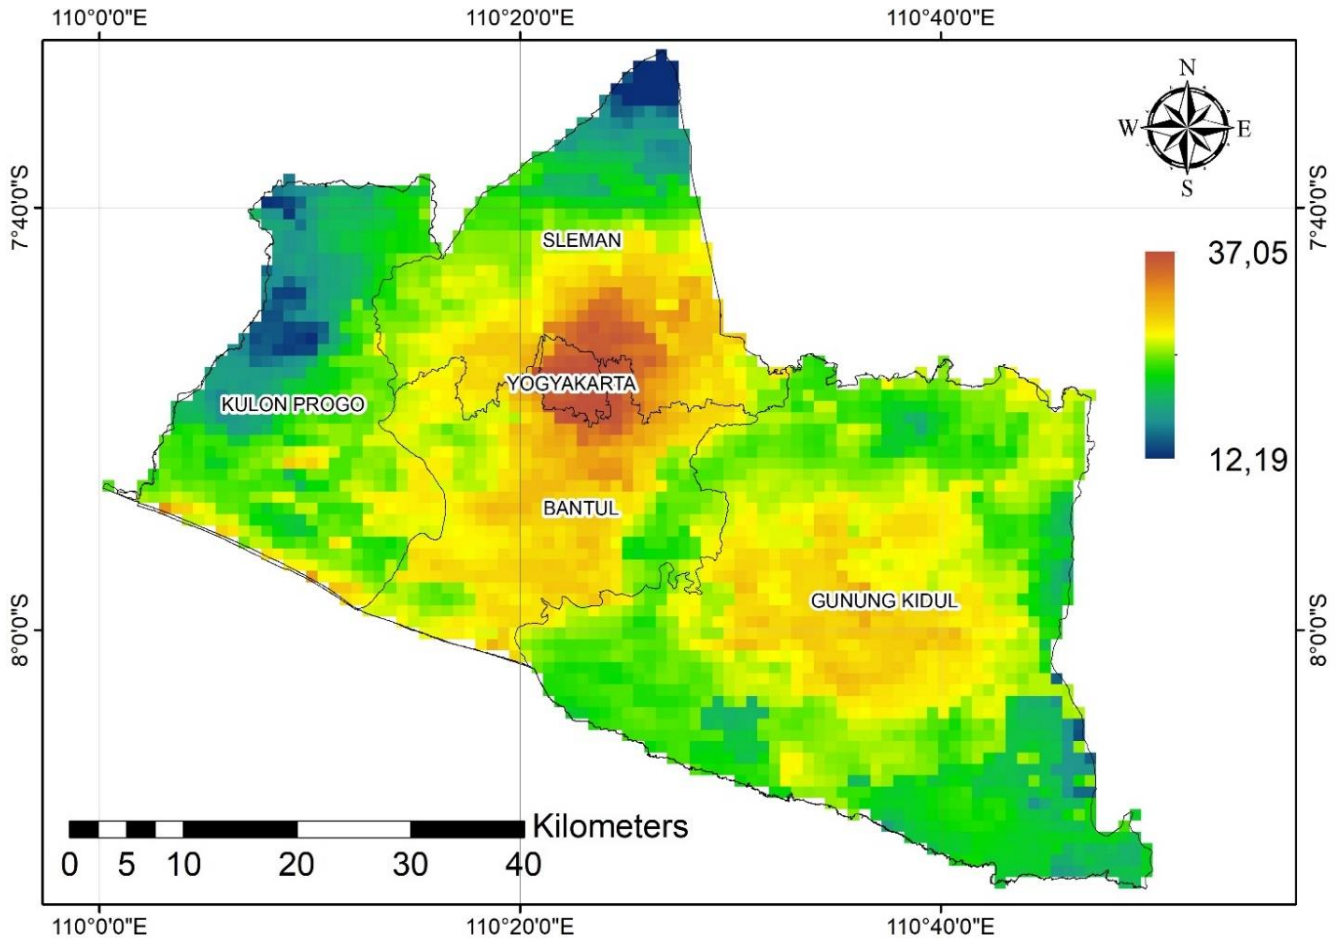 110°0'0"E 110°20'0"E 110°40'0"E
N
W E
S
7°40'0"S 7°40'0"S
SLEMAN
37,05
12,19
YOGYAKARTA
KULON PROGO
BANTUL
GUNUNG KIDUL
8°0'0"S 8°0'0"S
Kilometers
0 5 10 20 30 40
110°0'0"E 110°20'0"E 110°40'0"E